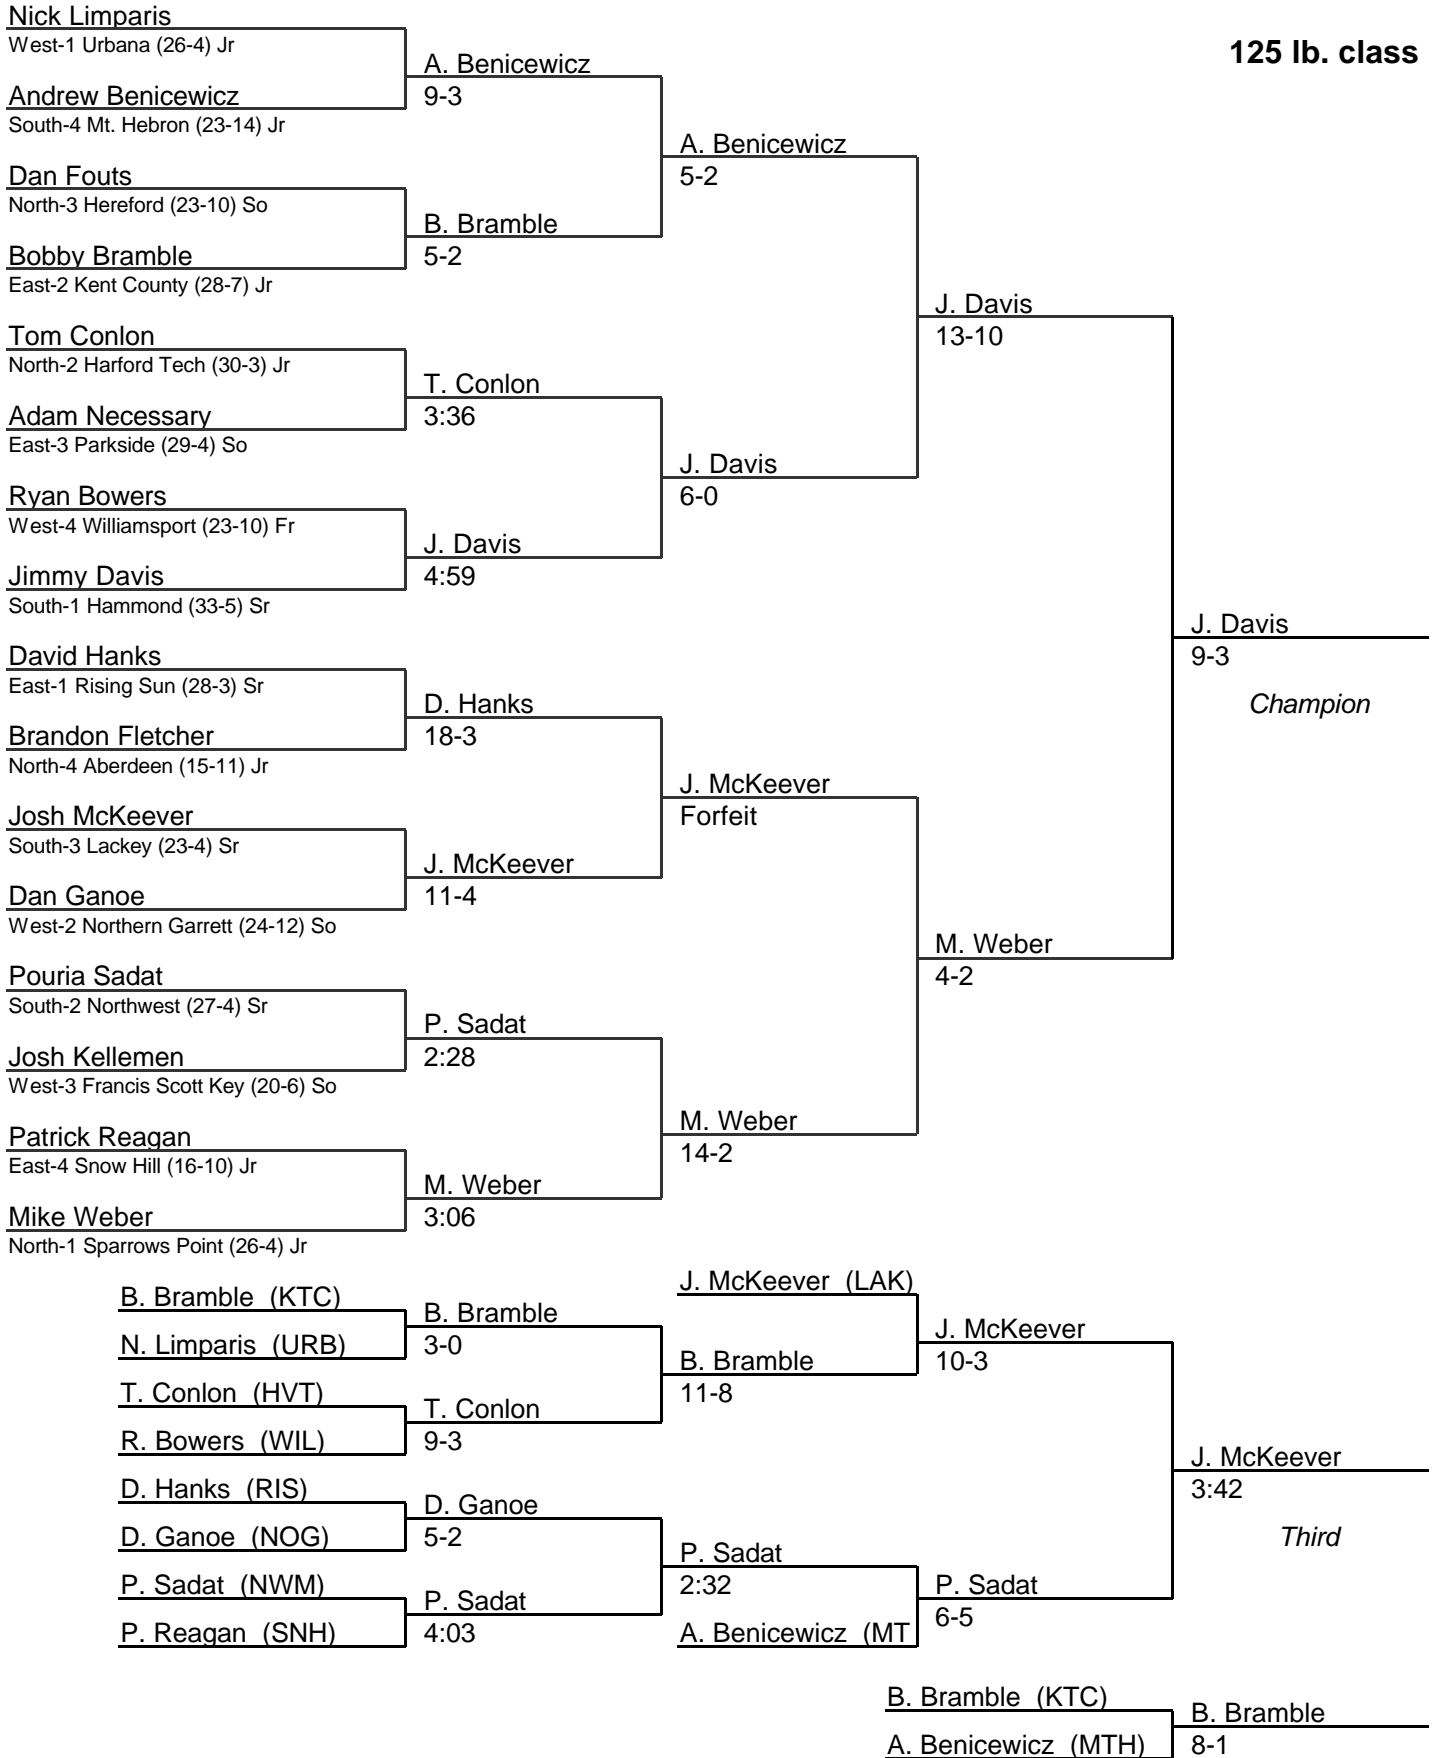 Nick Limparis
West-1 Urbana (26-4) Jr
125 lb. class
A. Benicewicz
9-3
Andrew Benicewicz
South-4 Mt. Hebron (23-14) Jr
A. Benicewicz
5-2
Dan Fouts
North-3 Hereford (23-10) So
B. Bramble
5-2
Bobby Bramble
East-2 Kent County (28-7) Jr
J. Davis
13-10
Tom Conlon
North-2 Harford Tech (30-3) Jr
T. Conlon
3:36
Adam Necessary
East-3 Parkside (29-4) So
J. Davis
6-0
Ryan Bowers
West-4 Williamsport (23-10) Fr
J. Davis
4:59
Jimmy Davis
South-1 Hammond (33-5) Sr
J. Davis
9-3
Champion
David Hanks
East-1 Rising Sun (28-3) Sr
D. Hanks
18-3
Brandon Fletcher
North-4 Aberdeen (15-11) Jr
J. McKeever
Forfeit
Josh McKeever
South-3 Lackey (23-4) Sr
J. McKeever
11-4
Dan Ganoe
West-2 Northern Garrett (24-12) So
M. Weber
4-2
Pouria Sadat
South-2 Northwest (27-4) Sr
P. Sadat
2:28
Josh Kellemen
West-3 Francis Scott Key (20-6) So
M. Weber
14-2
Patrick Reagan
East-4 Snow Hill (16-10) Jr
M. Weber
3:06
Mike Weber
North-1 Sparrows Point (26-4) Jr
J. McKeever (LAK)
B. Bramble (KTC)
B. Bramble
3-0
N. Limparis (URB)
J. McKeever
10-3
B. Bramble
11-8
T. Conlon (HVT)
T. Conlon
9-3
R. Bowers (WIL)
J. McKeever
3:42
Third
D. Hanks (RIS)
D. Ganoe
5-2
D. Ganoe (NOG)
P. Sadat
2:32
P. Sadat (NWM)
P. Sadat
4:03
P. Sadat
6-5
P. Reagan (SNH)
A. Benicewicz (MT
B. Bramble (KTC)
B. Bramble
8-1
A. Benicewicz (MTH)